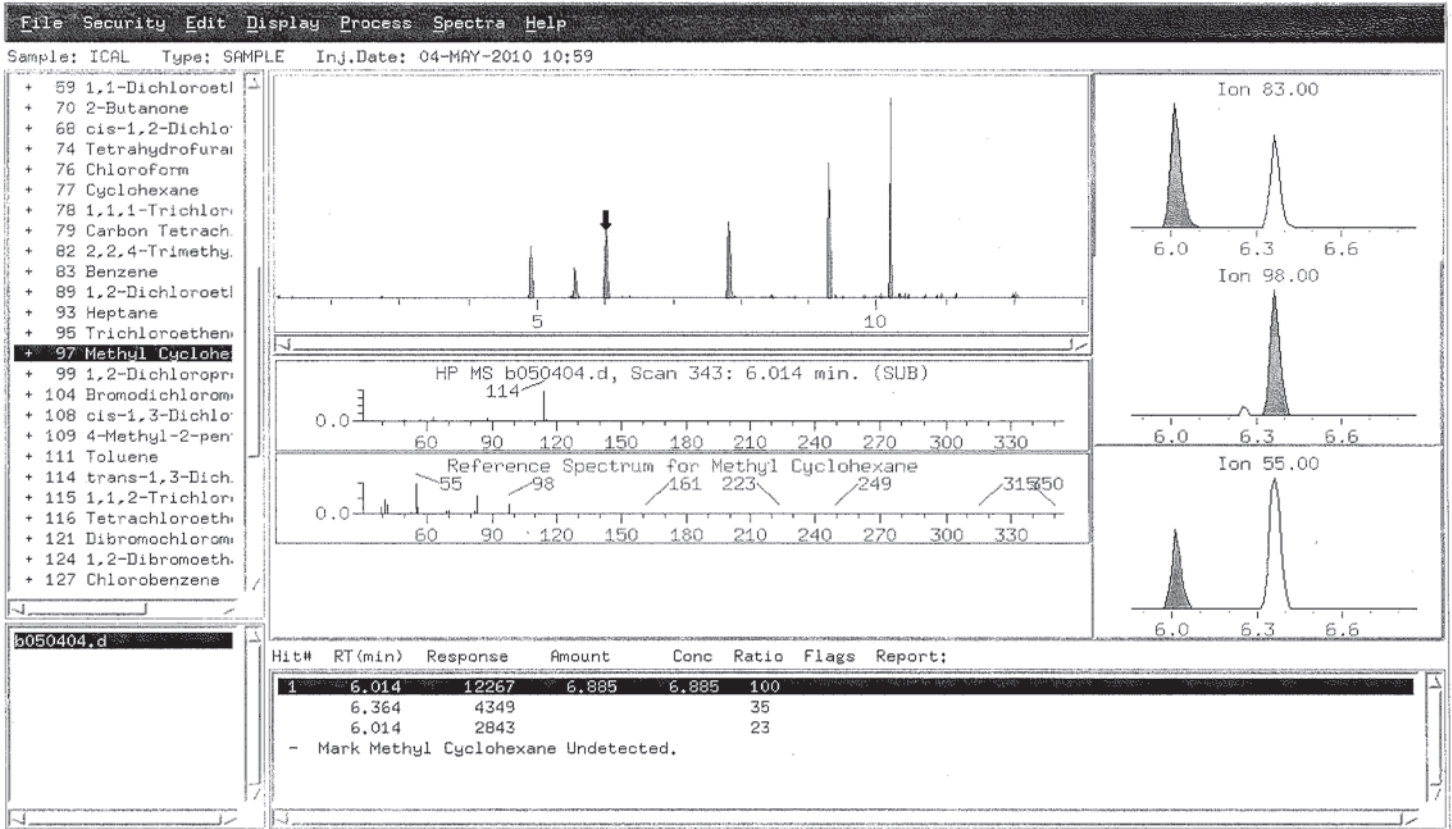 File Security Edit Display Process Spectra Help
Sample: ICAL Type: SAMPLE Inj.Date: 04-MAY-2010 10:59
+ 59 1,1-Dichloroetl
+ 70 2-Butanone
+ 68 cis-1,2-Dichlo
+ 74 Tetrahydrofura
+ 76 Chloroform
+ 77 Cyclohexane
+ 78 1,1,1-Trichlor
+ 79 Carbon Tetrach
+ 82 2,2,4-Trimethy
+ 83 Benzene
+ 89 1,2-Dichloroetl
+ 93 Heptane
+ 95 Trichloroethen
+ 97 Methyl Cyclohe
+ 99 1,2-Dichloropr
+ 104 Bromodichlorom
+ 108 cis-1,3-Dichlo
+ 109 4-Methyl-2-pen
+ 111 Toluene
+ 114 trans-1,3-Dich
+ 115 1,1,2-Trichlor
+ 116 Tetrachloroeth
+ 121 Dibromochlorom
+ 124 1,2-Dibromoeth
+ 127 Chlorobenzene
b050404.d
5 10
HP MS b050404.d, Scan 343: 6.014 min. (SUB)
114
0.0
60 90 120 150 180 210 240 270 300 330
Reference Spectrum for Methyl Cyclohexane
55 98 161 223 249 315 350
0.0
60 90 120 150 180 210 240 270 300 330
Ion 83.00
6.0 6.3 6.6
Ion 98.00
6.0 6.3 6.6
Ion 55.00
6.0 6.3 6.6
Hit# RT(min) Response Amount Conc Ratio Flags Report:
1 6.014 12267 6.885 6.885 100
6.364 4349 35
6.014 2843 23
- Mark Methyl Cyclohexane Undetected.